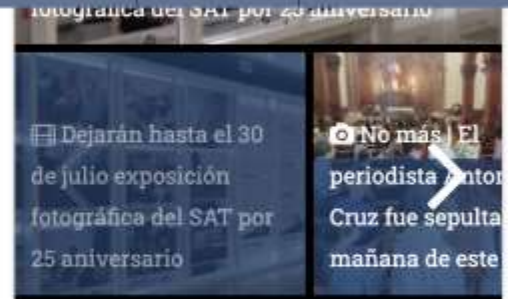 fotográfica del SAT por 25 aniversario
Dejarán hasta el 30
de julio exposición
fotográfica del SAT por
25 aniversario
No más | El
periodista Anton
Cruz fue sepulta
mañana de este